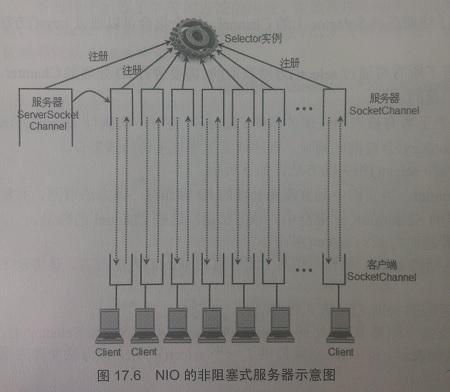 Selector实例
注册
注册
注册
服务器
ServerSocket
Channel
服务器
SocketChannel
客户端
SocketChannel
Client
Client
Client
图 17.6 NIO 的非阻塞式服务器示意图